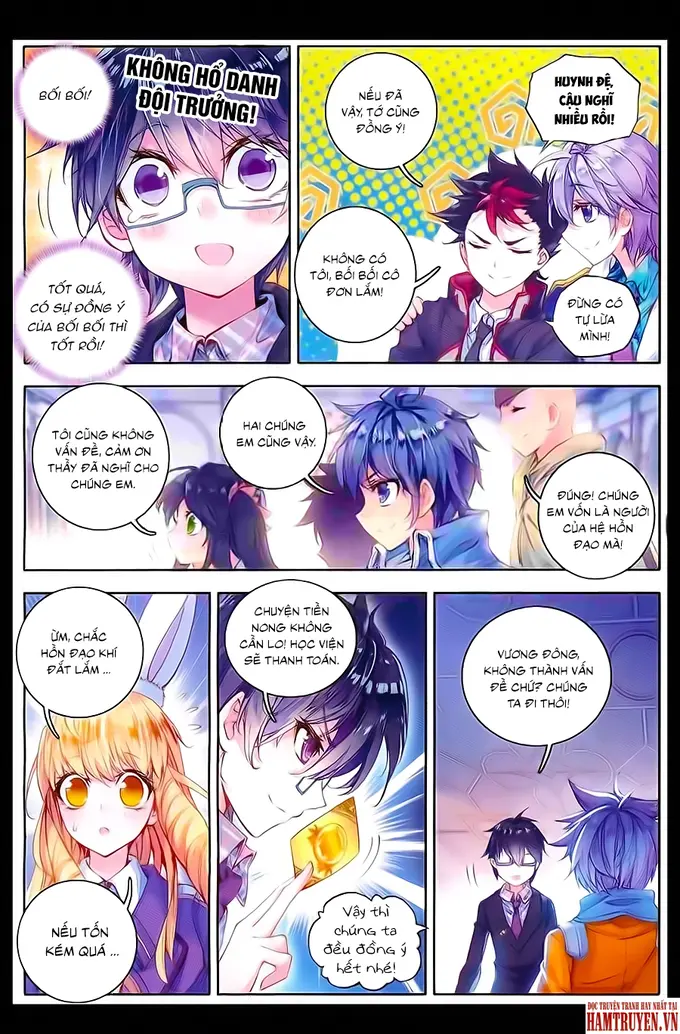 BỐI BỐI!
KHÔNG HỔ DANH
ĐỘI TRƯỞNG!
TỐT QUÁ,
CÓ SỰ ĐỒNG Ý
CỦA BỐI BỐI THÌ
TỐT RỒI!
NẾU ĐÃ
VẬY, TỚ CŨNG
ĐỒNG Ý!
HUYNH ĐỆ,
CẬU NGHĨ
NHIỀU RỒI!
KHÔNG CÓ
TÔI, BỐI BỐI CÔ
ĐƠN LẮM!
ĐỪNG CÓ
TỰ LỪA
MÌNH!
TÔI CŨNG KHÔNG
VẤN ĐỀ, CẢM ƠN
THẦY ĐÃ NGHĨ CHO
CHÚNG EM.
HAI CHÚNG
EM CŨNG VẬY.
ĐÚNG! CHÚNG
EM VỐN LÀ NGƯỜI
CỦA HỆ HỒN
ĐẠO MÀ!
ỪM, CHẮC
HỒN ĐẠO KHÍ
ĐẮT LẮM ...
NẾU TỐN
KÉM QUÁ ...
CHUYỆN TIỀN
NONG KHÔNG
CẦN LO! HỌC VIỆN
SẼ THANH TOÁN.
Vậy thì
chúng ta
đều đồng ý
hết nhé!
VƯƠNG ĐÔNG,
KHÔNG THÀNH VẤN
ĐỀ CHỨ? CHÚNG
TA ĐI THÔI!
ĐỌC TRUYỆN TRANH HAY NHẤT TẠI
HAMTRUYEN.VN